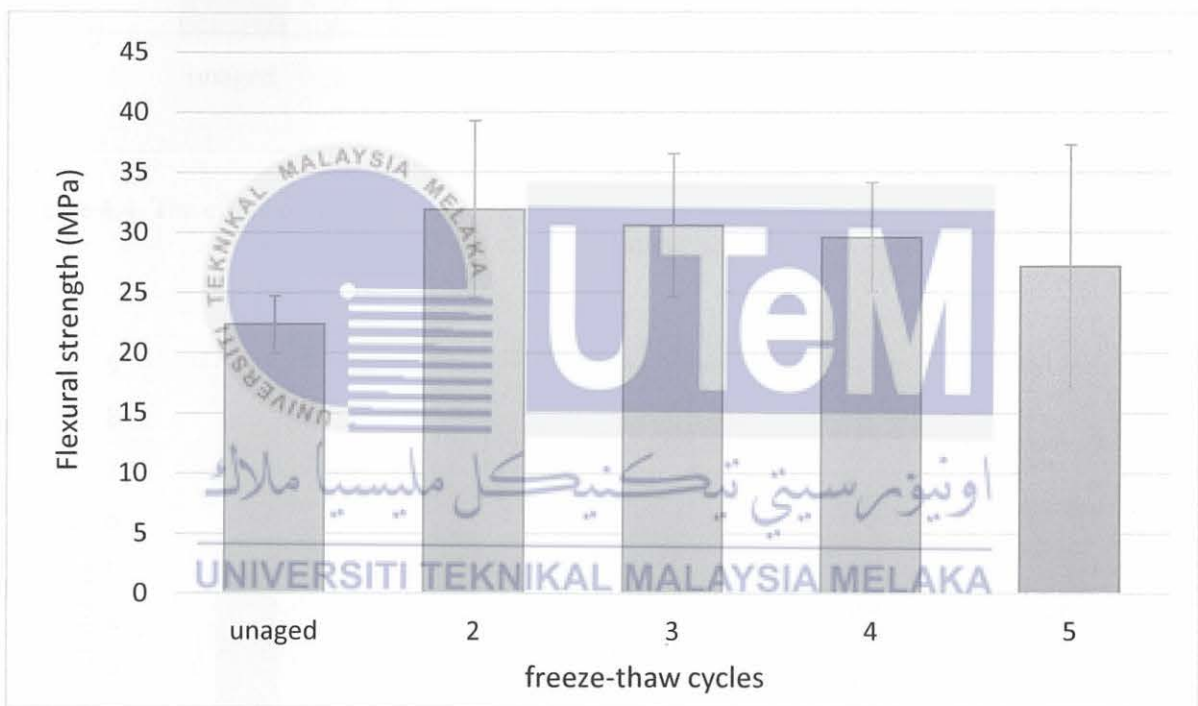 45
40
35
30
25
20
15
10
5
0
Flexural strength (MPa)
UNIVERSITI TEKNIKAL MALAYSIA MELAKA
UTeM
اونيۏرسيتي تيكنيكل مليسيا ملاك
UNIVERSITI TEKNIKAL MALAYSIA MELAKA
unaged 2 3 4 5
freeze-thaw cycles